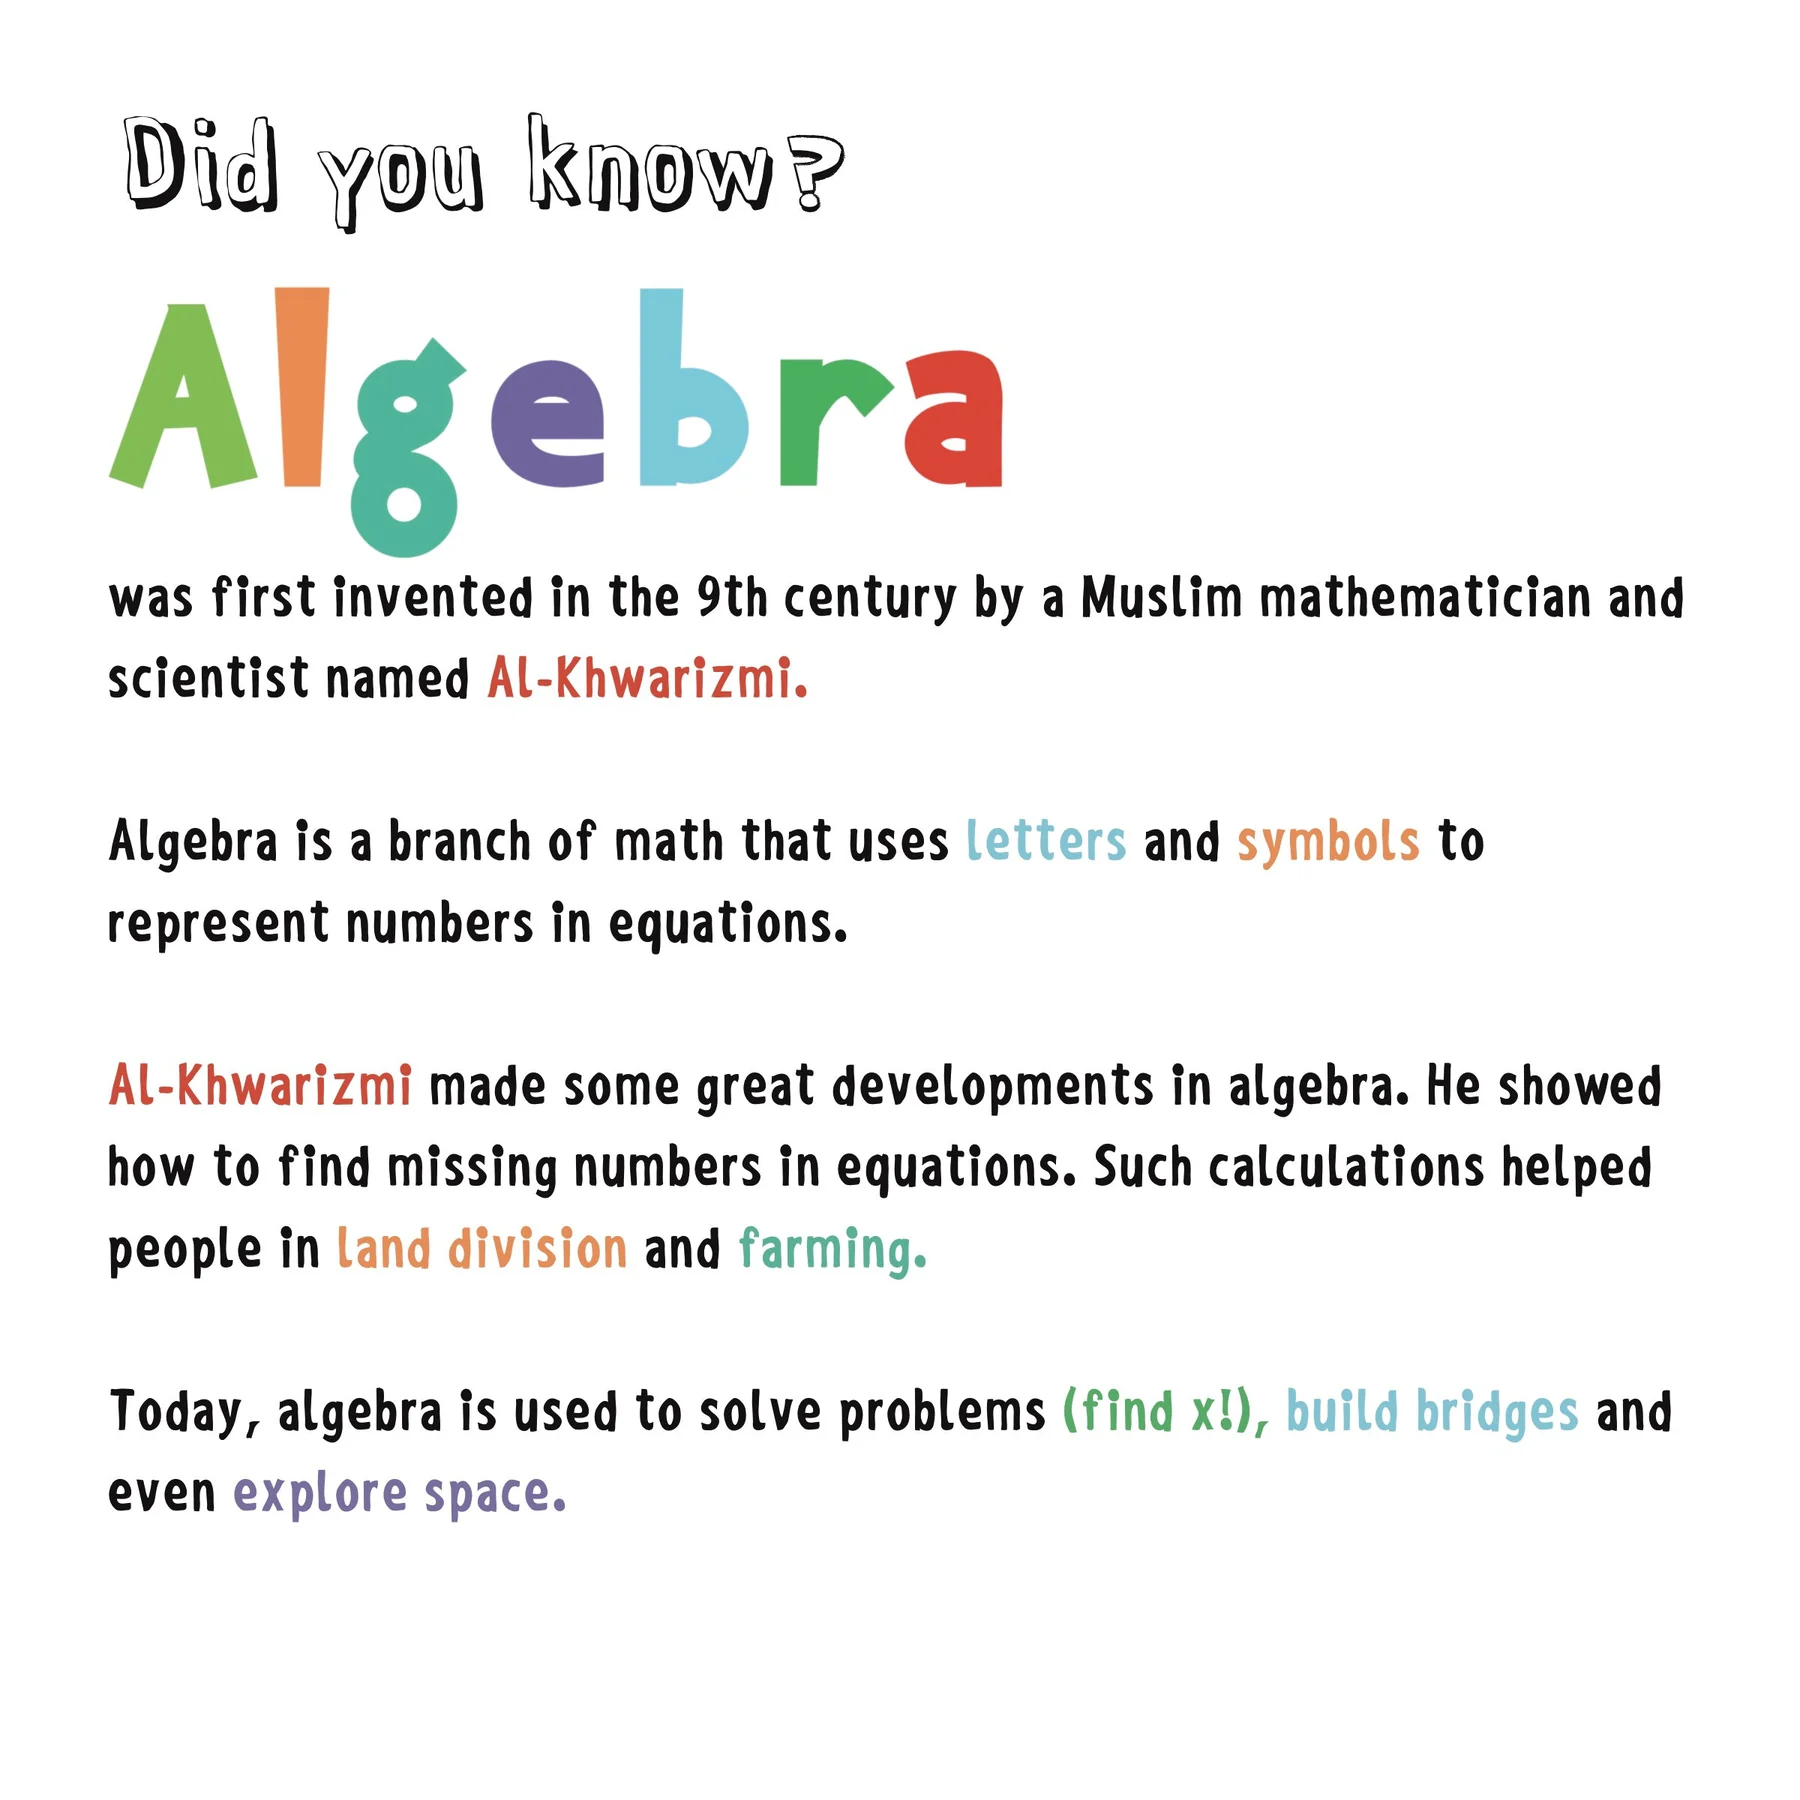 Did you know?
Algebra
was first invented in the 9th century by a Muslim mathematician and
scientist named Al-Khwarizmi.
Algebra is a branch of math that uses letters and symbols to
represent numbers in equations.
Al-Khwarizmi made some great developments in algebra. He showed
how to find missing numbers in equations. Such calculations helped
people in land division and farming.
Today, algebra is used to solve problems (find x!), build bridges and
even explore space.